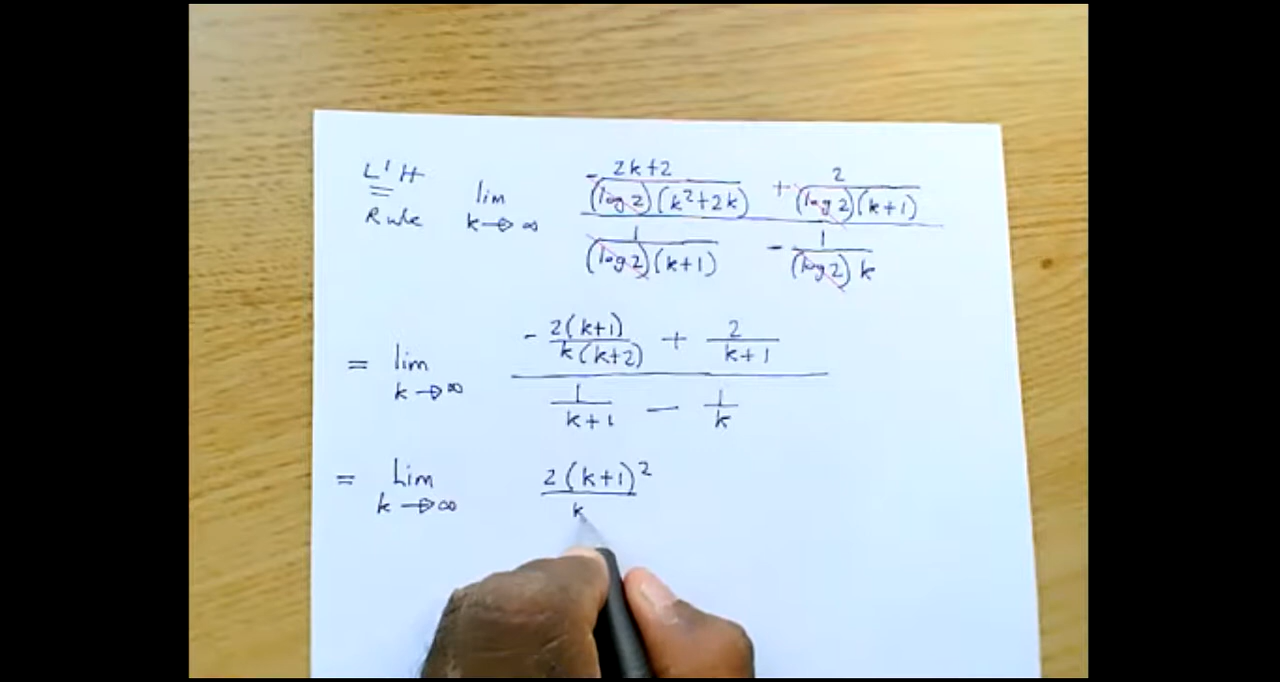 L'H
=
Rule
lim
k→∞
- 2k+2 / (log 2)(k²+2k) + 2 / (log 2)(k+1)
1 / (log 2)(k+1) - 1 / (log 2) k
= lim
k→∞
- 2(k+1) / k(k+2) + 2 / k+1
1 / k+1 - 1 / k
= Lim
k→∞
2(k+1)²
k